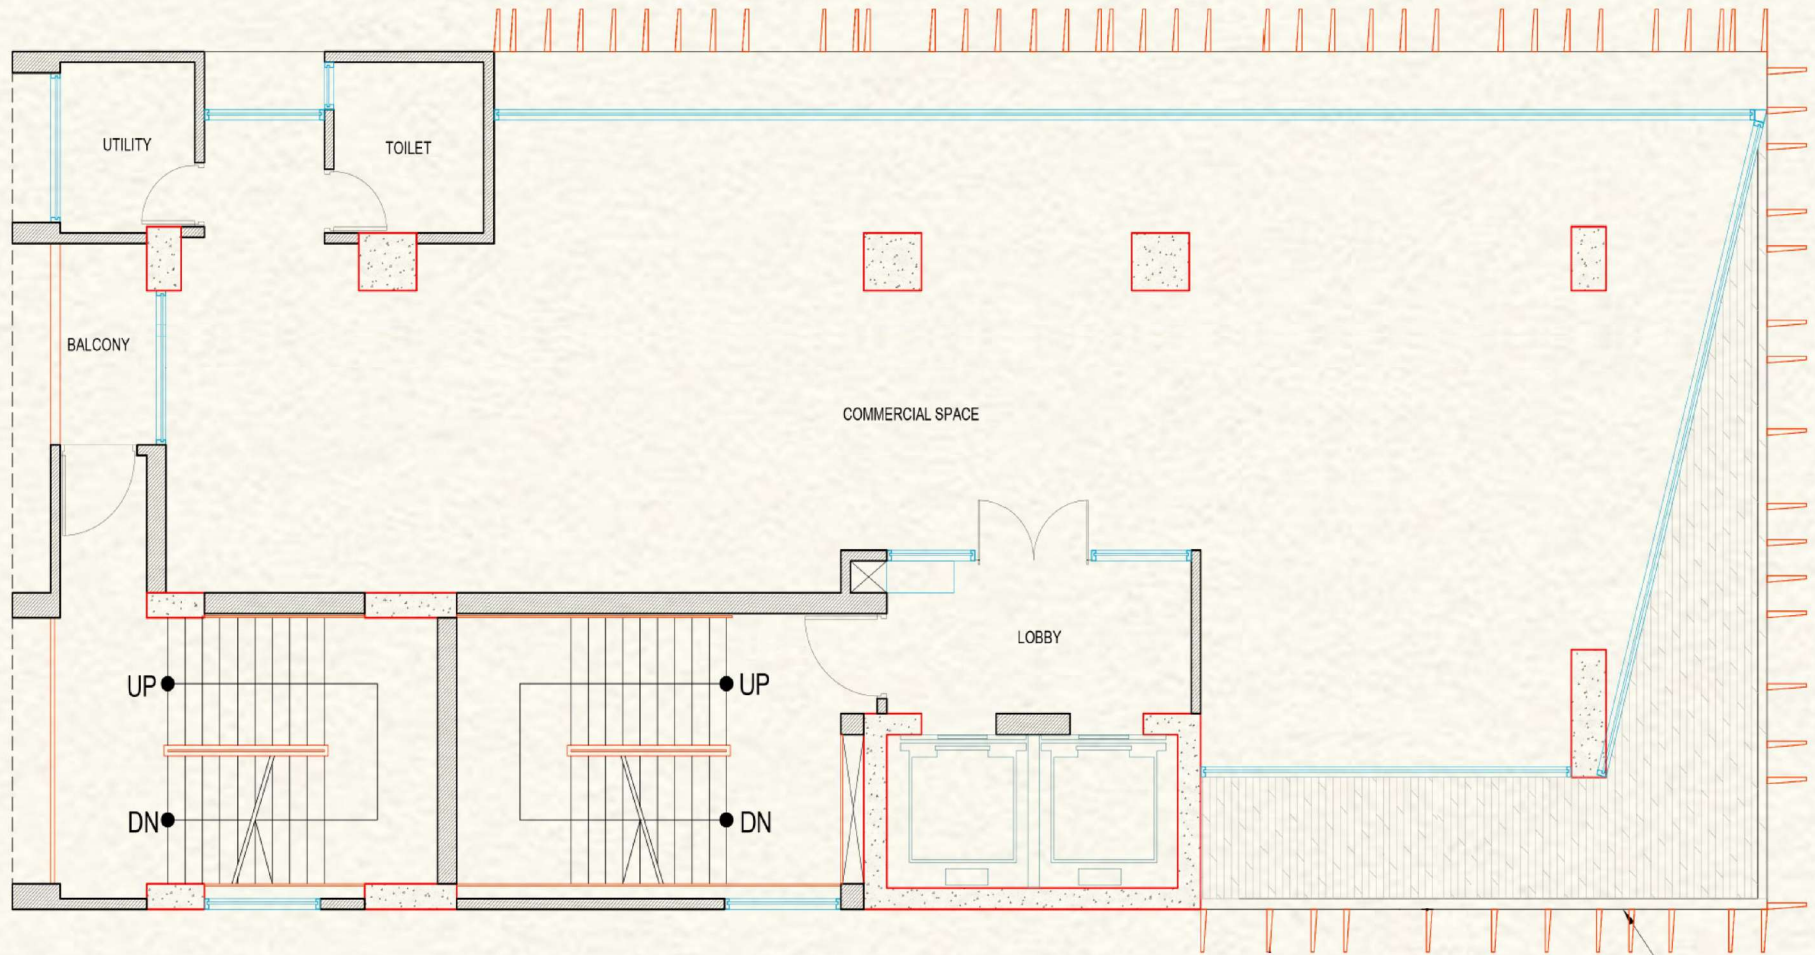 UTILITY
TOILET
BALCONY
COMMERCIAL SPACE
LOBBY
UP
UP
DN
DN